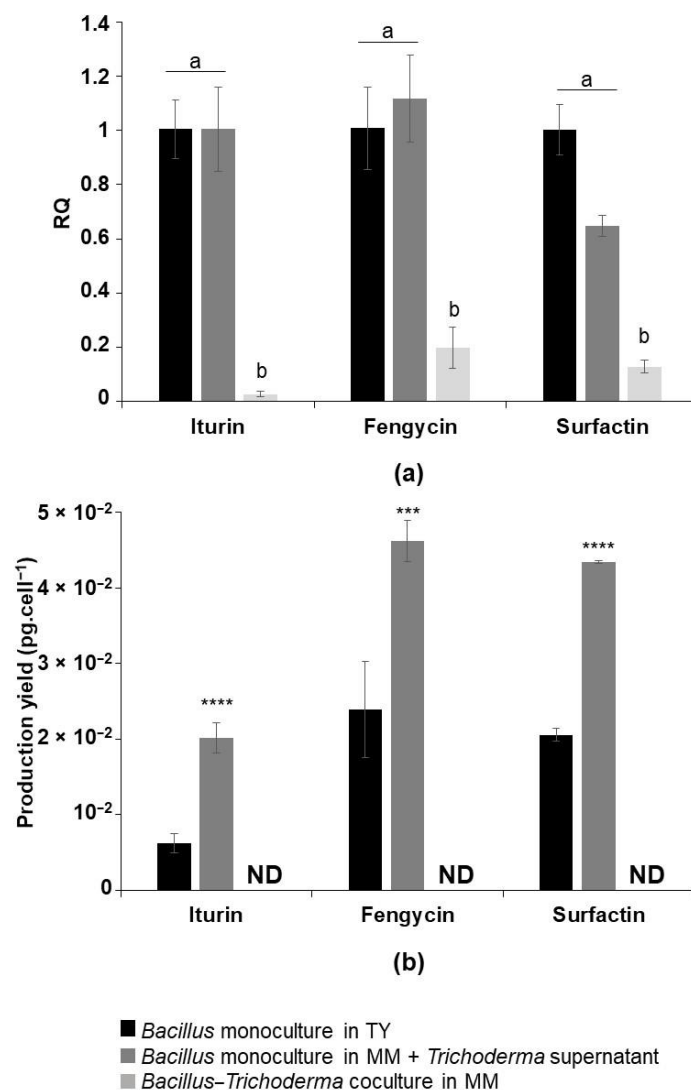 1.4
1.2
1
0.8
0.6
0.4
0.2
0
RQ
a
a
a
b
b
b
Iturin Fengycin Surfactin
(a)
5 × 10⁻²
4 × 10⁻²
3 × 10⁻²
2 × 10⁻²
10⁻²
0
Production yield (pg.cell⁻¹)
**** *** ****
ND ND ND
Iturin Fengycin Surfactin
(b)
Bacillus monoculture in TY
Bacillus monoculture in MM + Trichoderma supernatant
Bacillus–Trichoderma coculture in MM